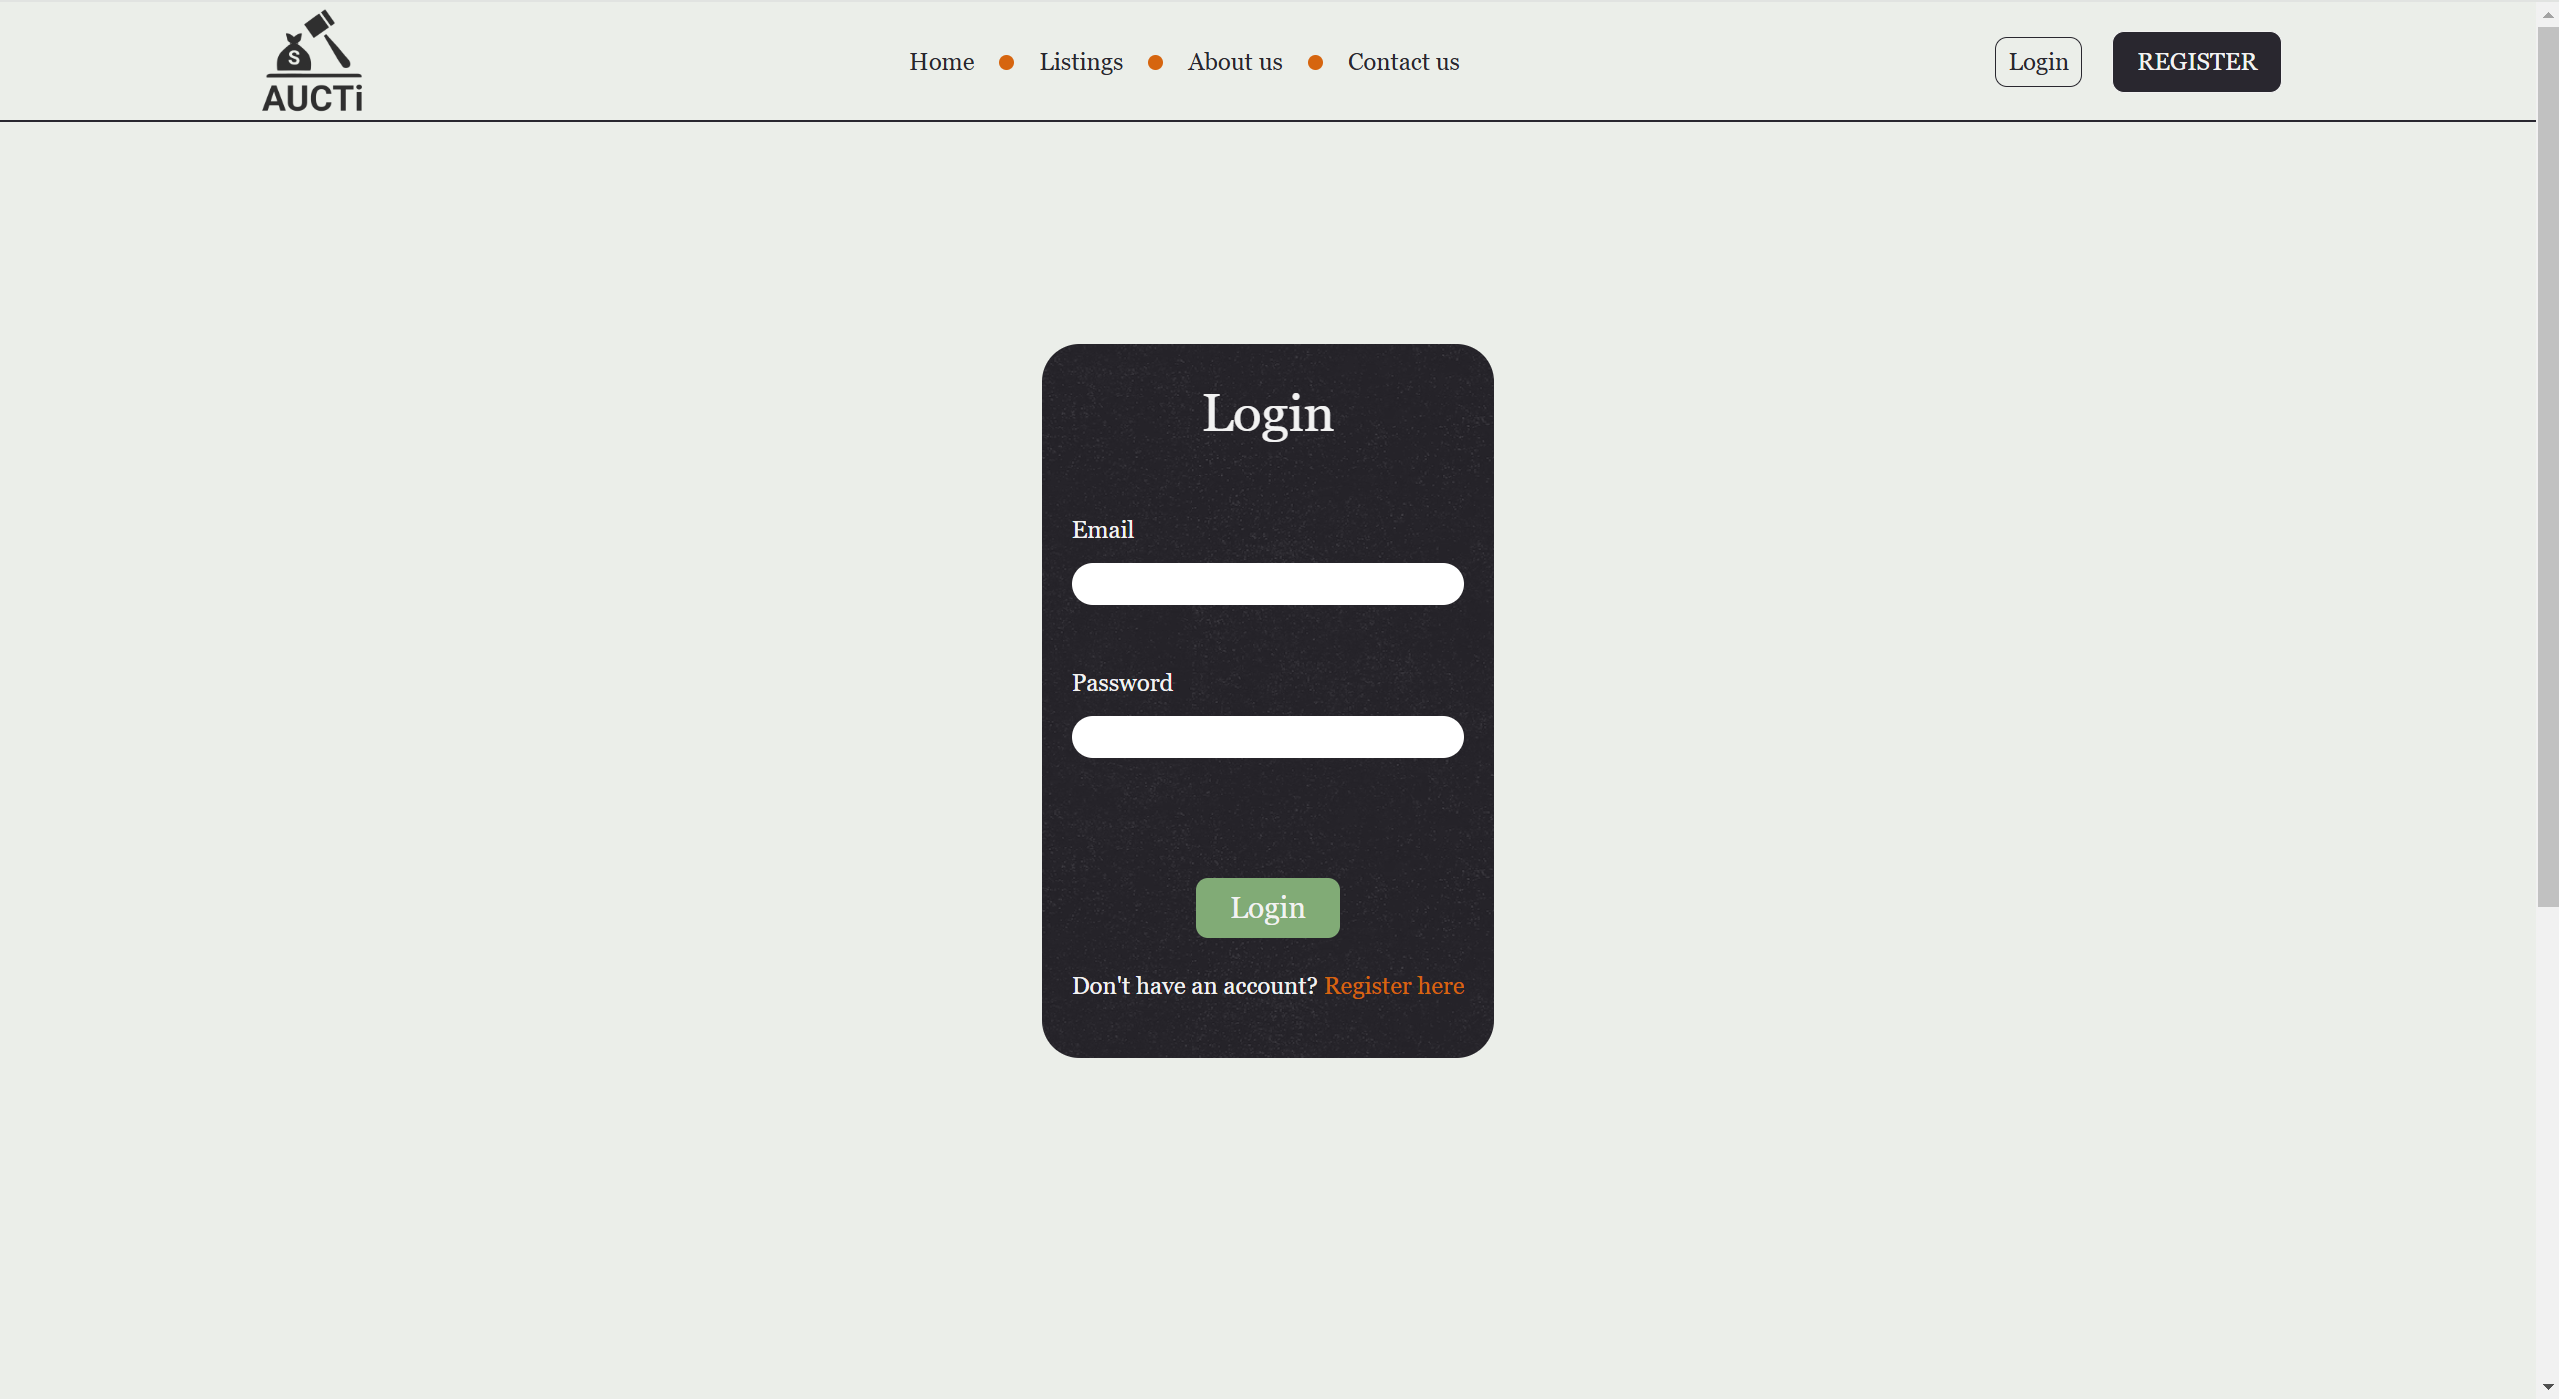 S
AUCTi
Home
Listings
About us
Contact us
Login
REGISTER
Login
Email
Password
Login
Don't have an account? Register here